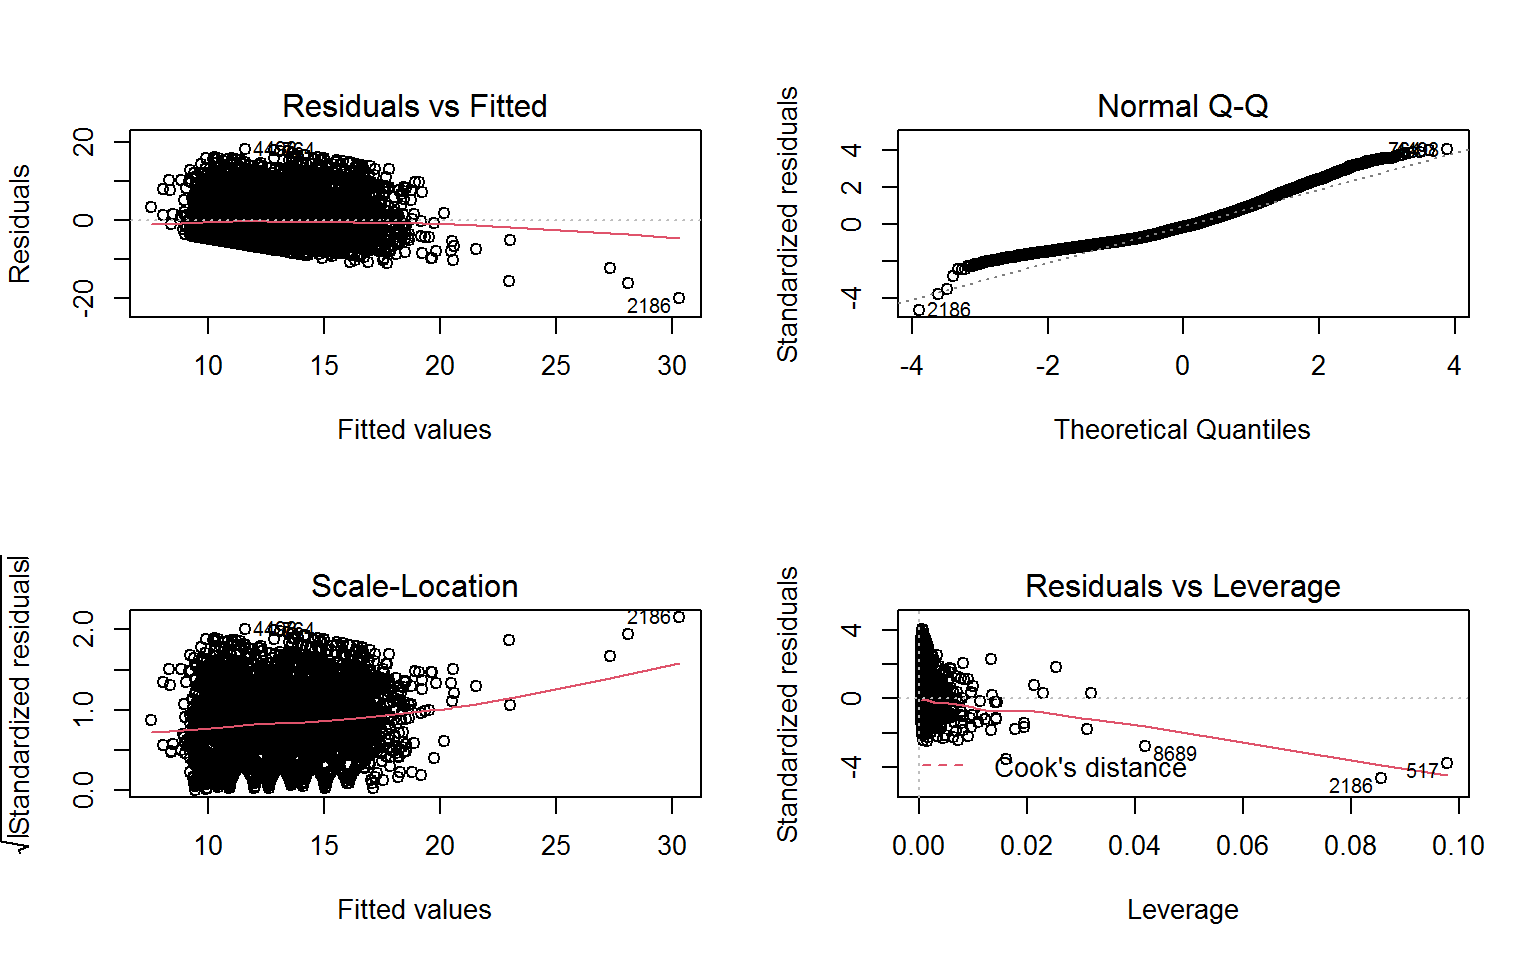 Residuals vs Fitted
Residuals
20
0
-20
2186
10 15 20 25 30
Fitted values
Normal Q-Q
Standardized residuals
4
2
0
-4
2186
-4 -2 0 2 4
Theoretical Quantiles
Scale-Location
√|Standardized residuals|
2.0
1.0
0.0
2186
10 15 20 25 30
Fitted values
Residuals vs Leverage
Standardized residuals
4
0
-4
8689
Cook's distance
517
2186
0.00 0.02 0.04 0.06 0.08 0.10
Leverage